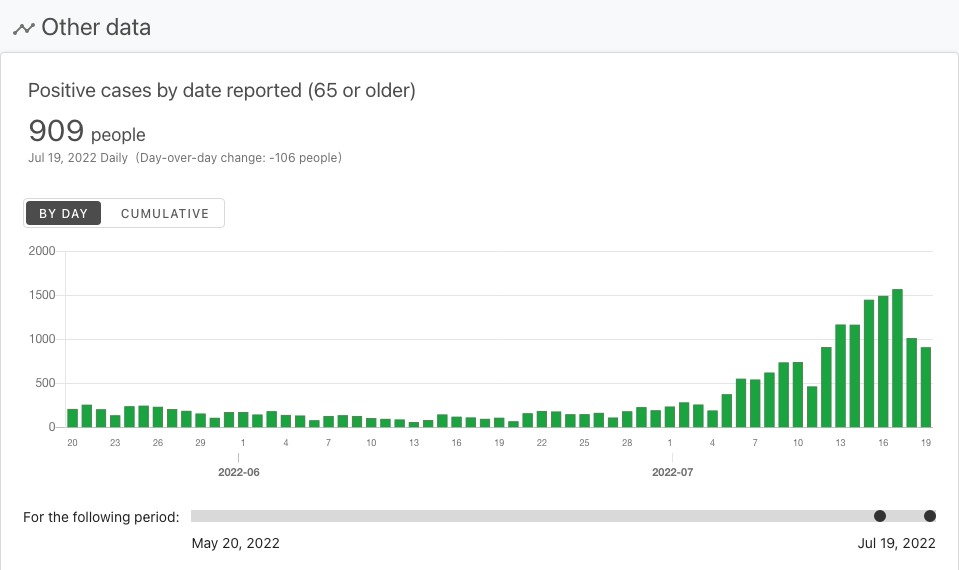 Other data
Positive cases by date reported (65 or older)
909 people
Jul 19, 2022 Daily (Day-over-day change: -106 people)
BY DAY CUMULATIVE
2000
1500
1000
500
0
20 23 26 29 1 4 7 10 13 16 19 22 25 28 1 4 7 10 13 16 19
2022-06 2022-07
For the following period:
May 20, 2022 Jul 19, 2022